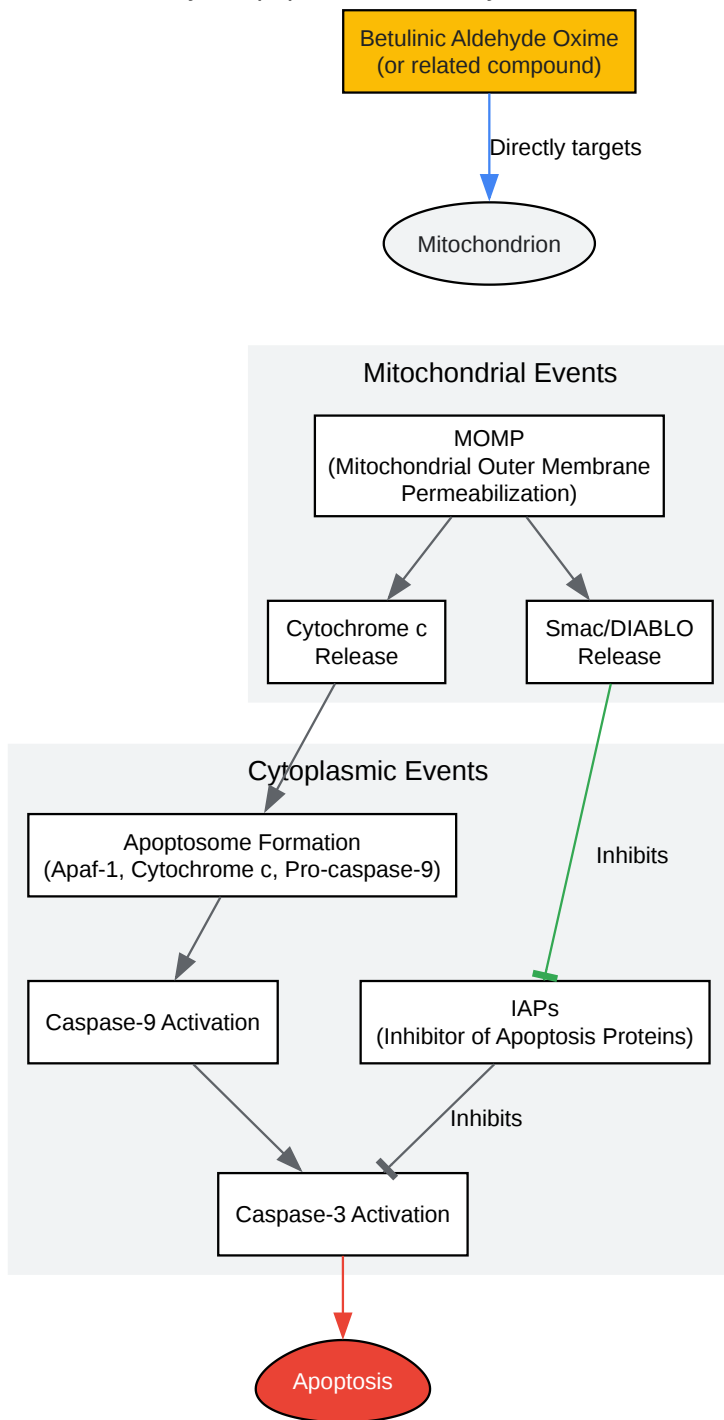 Betulinic Aldehyde Oxime
(or related compound)
Directly targets
Mitochondrion
Mitochondrial Events
MOMP
(Mitochondrial Outer Membrane
Permeabilization)
Cytochrome c
Release
Smac/DIABLO
Release
Cytoplasmic Events
Apoptosome Formation
(Apaf-1, Cytochrome c, Pro-caspase-9)
Inhibits
Caspase-9 Activation
IAPs
(Inhibitor of Apoptosis Proteins)
Inhibits
Caspase-3 Activation
Apoptosis